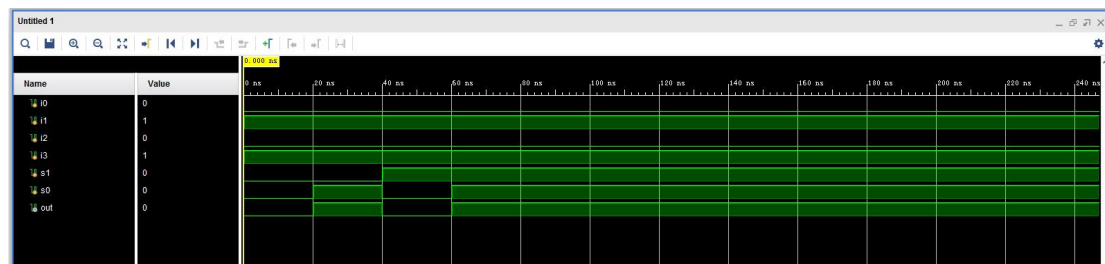 Untitled 1
0.000 ns
Name Value
0 ns 20 ns 40 ns 60 ns 80 ns 100 ns 120 ns 140 ns 160 ns 180 ns 200 ns 220 ns 240 ns
i0 0
i1 1
i2 0
i3 1
s1 0
s0 0
out 0